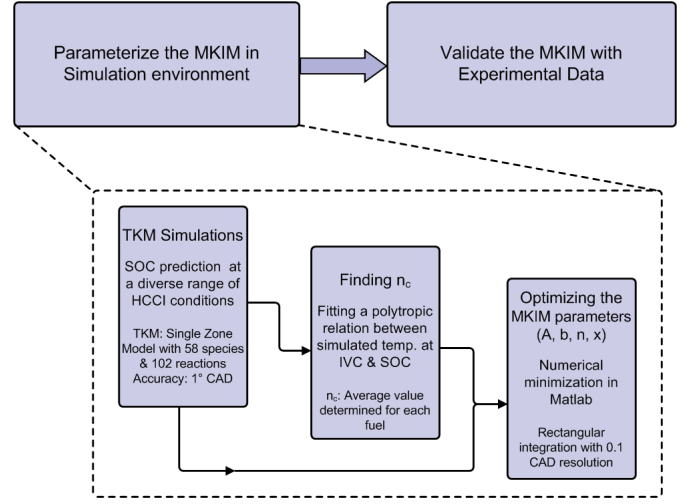 Parameterize the MKIM in
Simulation environment
Validate the MKIM with
Experimental Data
TKM Simulations
SOC prediction at
a diverse range of
HCCI conditions
TKM: Single Zone
Model with 58 species
& 102 reactions
Accuracy: 1° CAD
Finding nc
Fitting a polytropic
relation between
simulated temp. at
IVC & SOC
nc: Average value
determined for each
fuel
Optimizing the
MKIM parameters
(A, b, n, x)
Numerical
minimization in
Matlab
Rectangular
integration with 0.1
CAD resolution